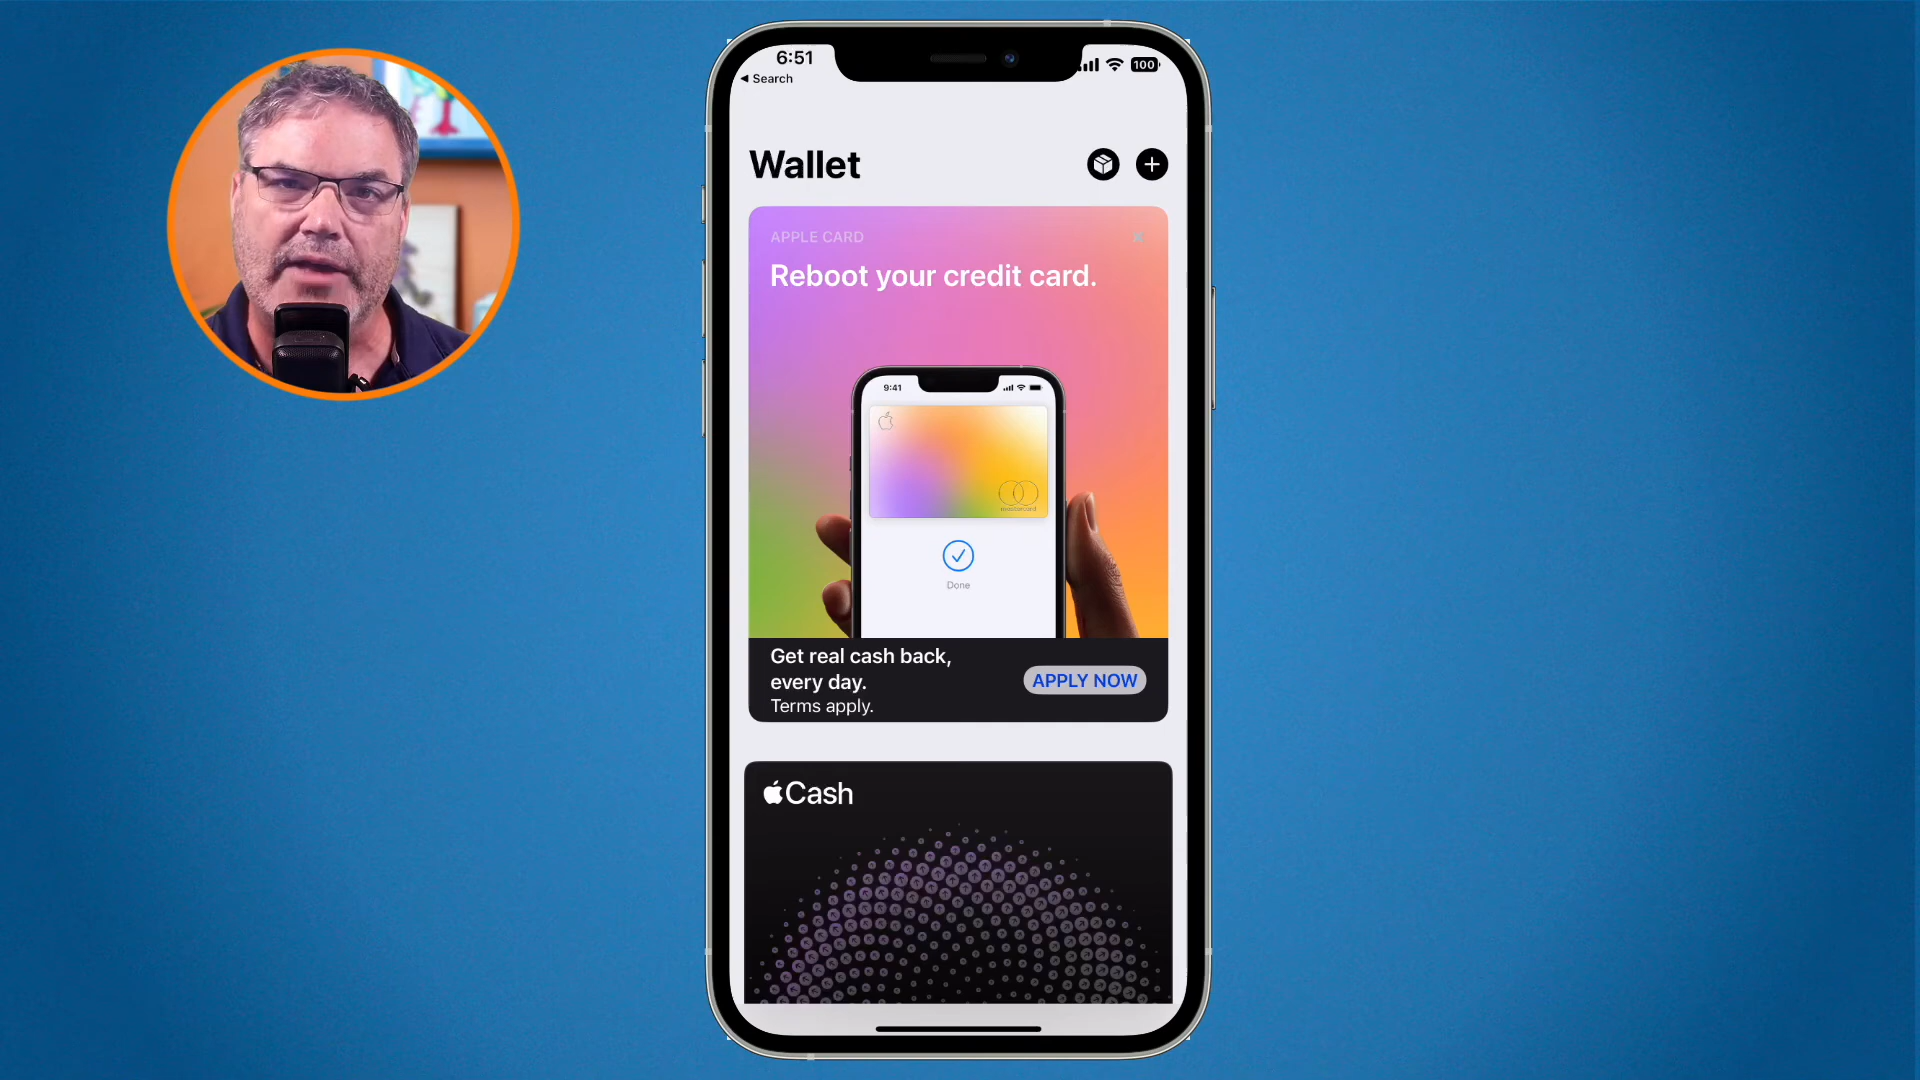 6:51
Search
100
Wallet
APPLE CARD
Reboot your credit card.
9:41
mastercard
Done
Get real cash back,
every day.
Terms apply.
APPLY NOW
Cash